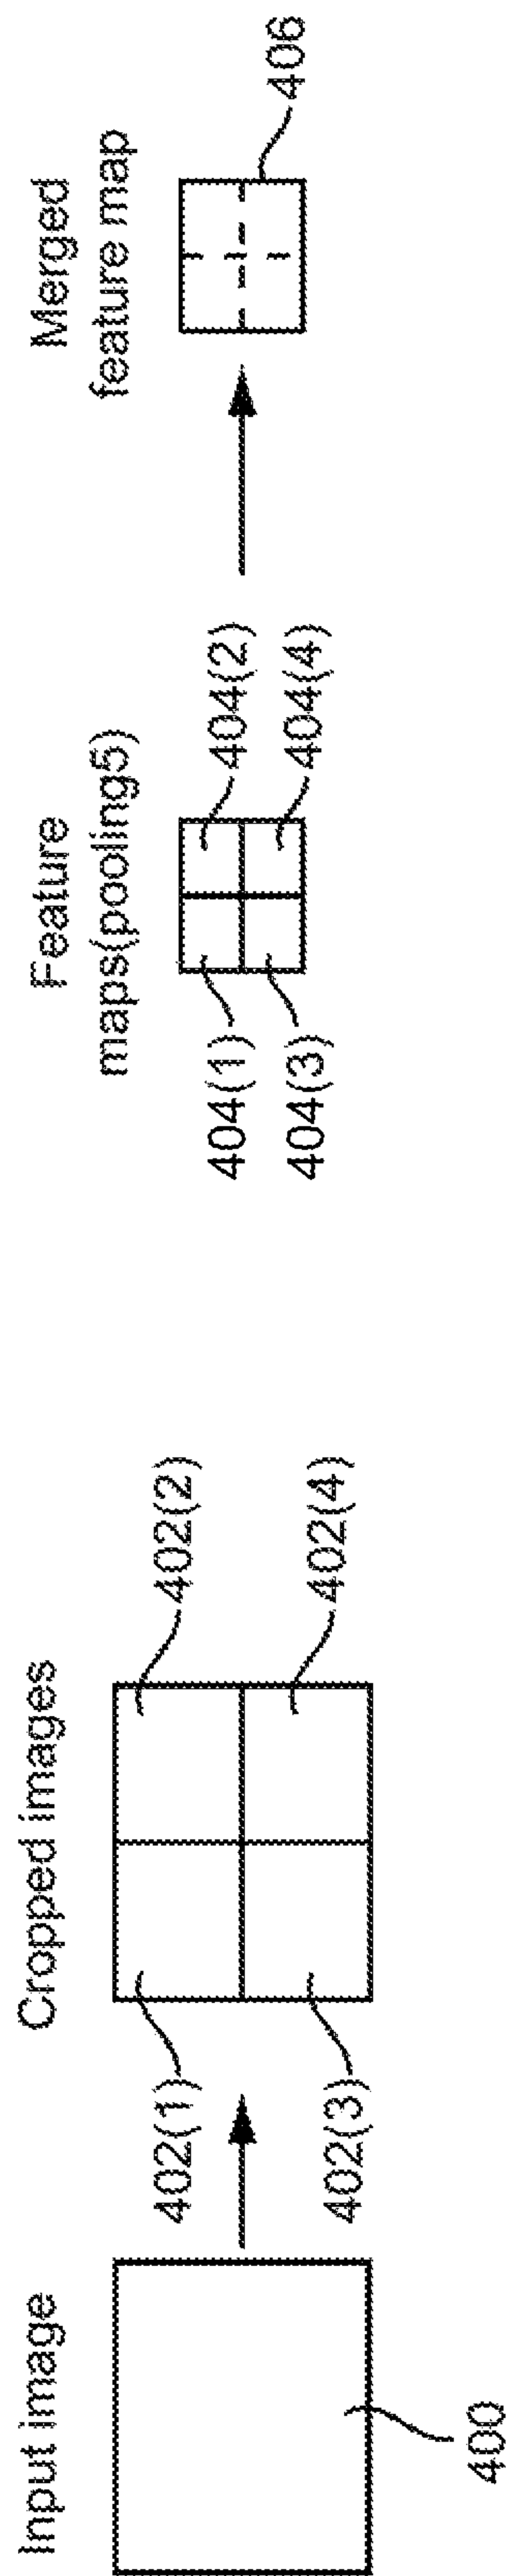 Input image
400
Cropped images
402(1)
402(2)
402(3)
402(4)
Feature
maps(pooling5)
404(1)
404(2)
404(3)
404(4)
Merged
feature map
406